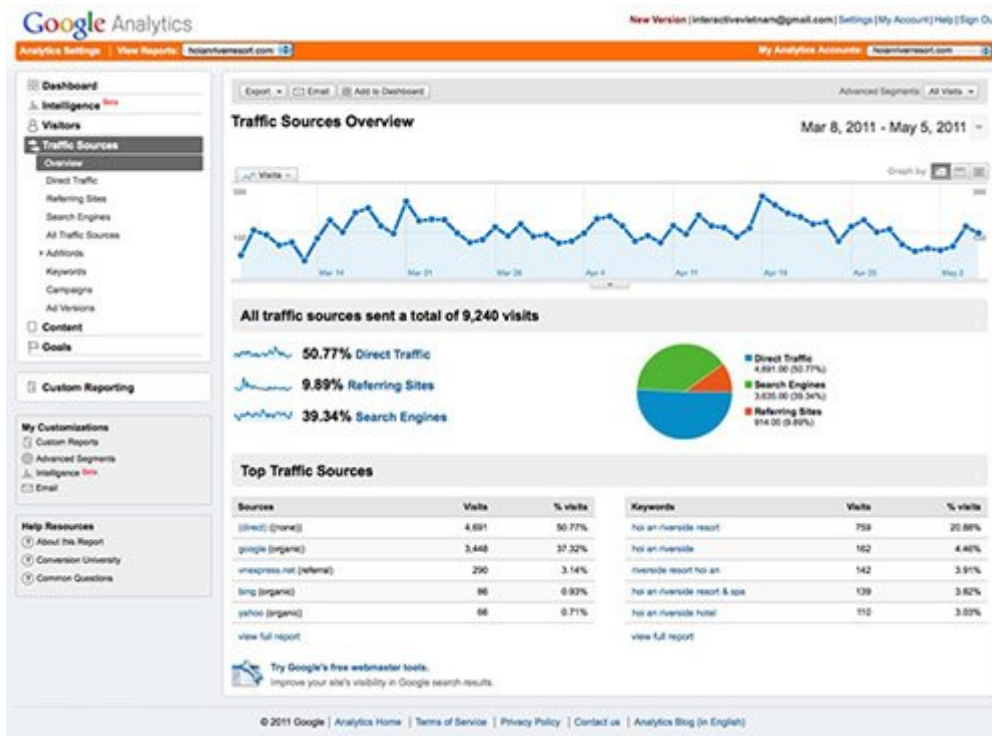 Google Analytics
New Version | interactivevietnam@gmail.com | Settings | My Account | Help | Sign Ou
Analytics Settings | View Reports: hoianriverresort.com
My Analytics Accounts: hoianriverresort.com
Dashboard
Intelligence Beta
Visitors
Traffic Sources
Overview
Direct Traffic
Referring Sites
Search Engines
All Traffic Sources
AdWords
Keywords
Campaigns
Ad Versions
Content
Goals
Custom Reporting
My Customizations
Custom Reports
Advanced Segments
Intelligence Beta
Email
Help Resources
About this Report
Conversion University
Common Questions
Export
Email
Add to Dashboard
Advanced Segments: All Visits
Traffic Sources Overview
Mar 8, 2011 - May 5, 2011
Visits
Graph by:
Mar 14 Mar 21 Mar 28 Apr 4 Apr 11 Apr 18 Apr 25 May 2
All traffic sources sent a total of 9,240 visits
50.77% Direct Traffic
9.89% Referring Sites
39.34% Search Engines
Direct Traffic
4,691.00 (50.77%)
Search Engines
3,635.00 (39.34%)
Referring Sites
914.00 (9.89%)
Top Traffic Sources
Sources Visits % visits
(direct) ((none)) 4,691 50.77%
google (organic) 3,448 37.32%
vnexpress.net (referral) 290 3.14%
bing (organic) 86 0.93%
yahoo (organic) 66 0.71%
view full report
Keywords Visits % visits
hoi an riverside resort 759 20.88%
hoi an riverside 162 4.46%
riverside resort hoi an 142 3.91%
hoi an riverside resort & spa 139 3.82%
hoi an riverside hotel 110 3.03%
view full report
Try Google's free webmaster tools.
Improve your site's visibility in Google search results.
© 2011 Google | Analytics Home | Terms of Service | Privacy Policy | Contact us | Analytics Blog (in English)